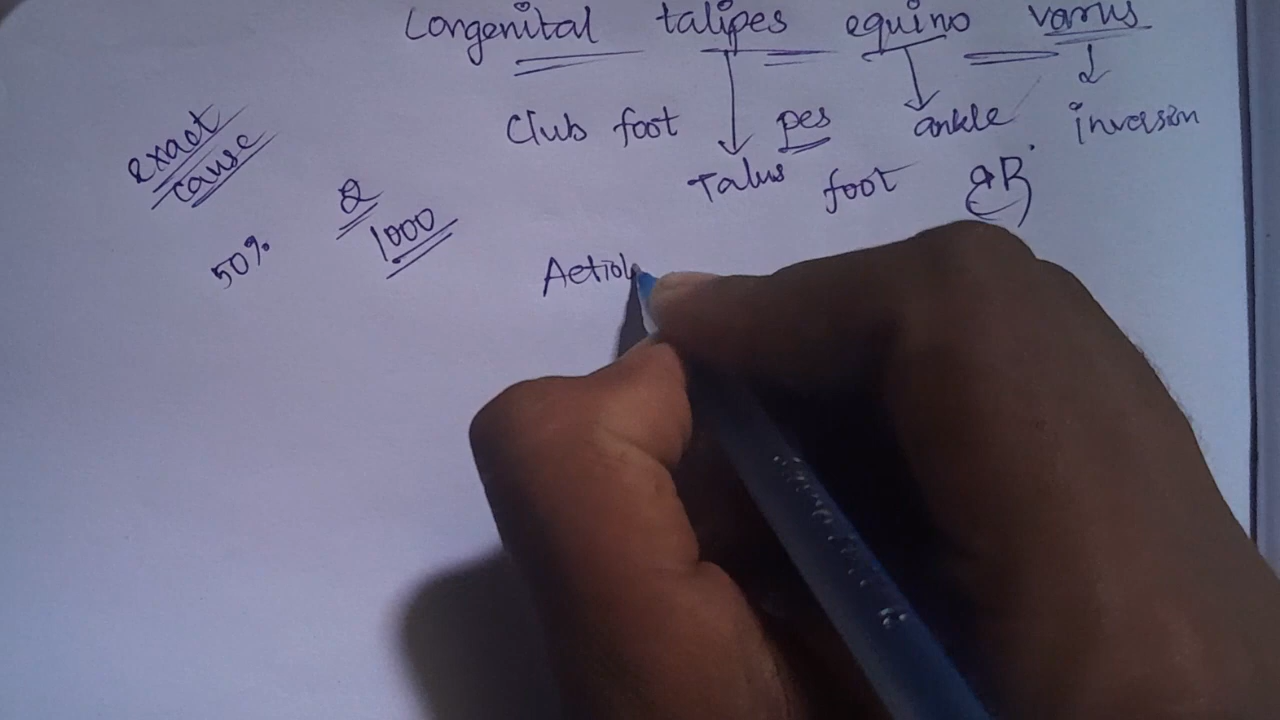 Congenital talipes equino varus
Club foot pes ankle inversion
Talus foot
exact
cause
50%
2
1000
Aetiol